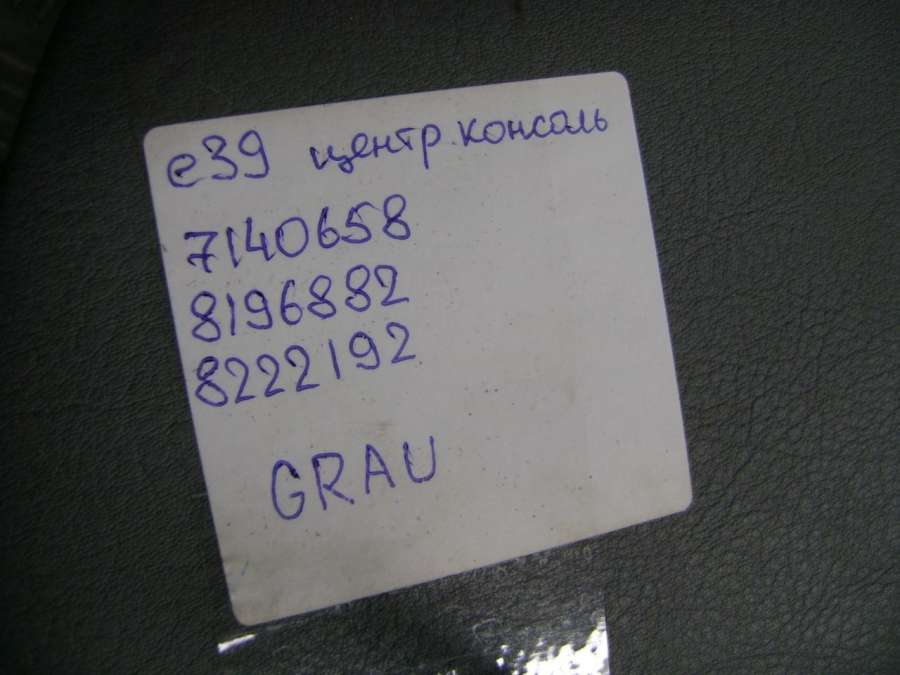 e39 центр. консоль
7140658
8196882
8222192
GRAU